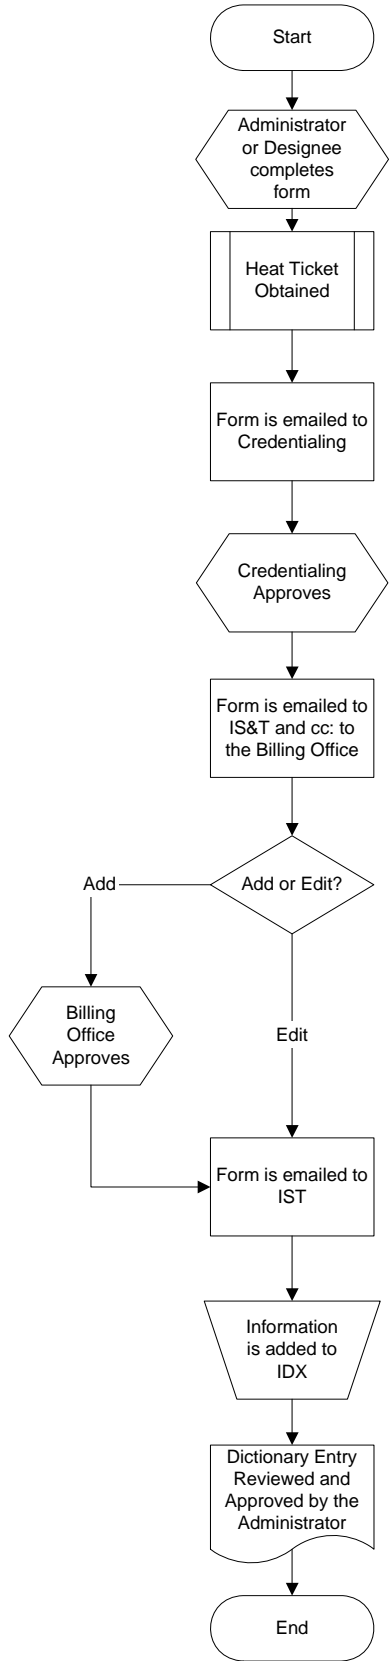 Start
Administrator
or Designee
completes
form
Heat Ticket
Obtained
Form is emailed to
Credentialing
Credentialing
Approves
Form is emailed to
IS&T and cc: to
the Billing Office
Add or Edit?
Add
Billing
Office
Approves
Edit
Form is emailed to
IST
Information
is added to
IDX
Dictionary Entry
Reviewed and
Approved by the
Administrator
End